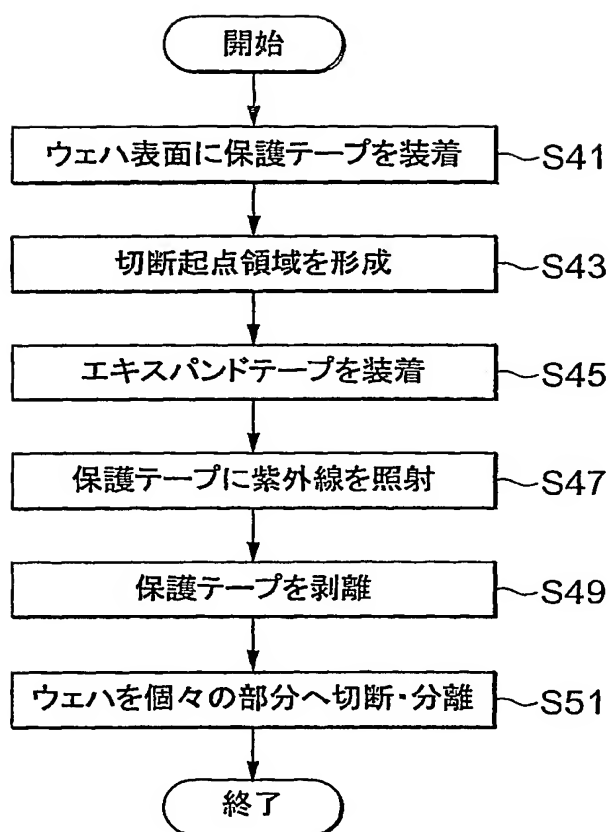 開始
ウェハ表面に保護テープを装着 S41
切断起点領域を形成 S43
エキスパンドテープを装着 S45
保護テープに紫外線を照射 S47
保護テープを剥離 S49
ウェハを個々の部分へ切断・分離 S51
終了